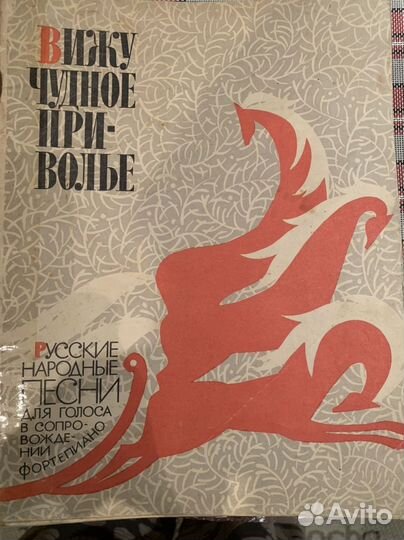 ВИЖУ
ЧУДНОЕ
ПРИ-
ВОЛЬЕ
РУССКИЕ
НАРОДНЫЕ
ПЕСНИ
ДЛЯ ГОЛОСА
В СОПРО-
ВОЖДЕ-
НИИ
ФОРТЕПИАНО
Avito